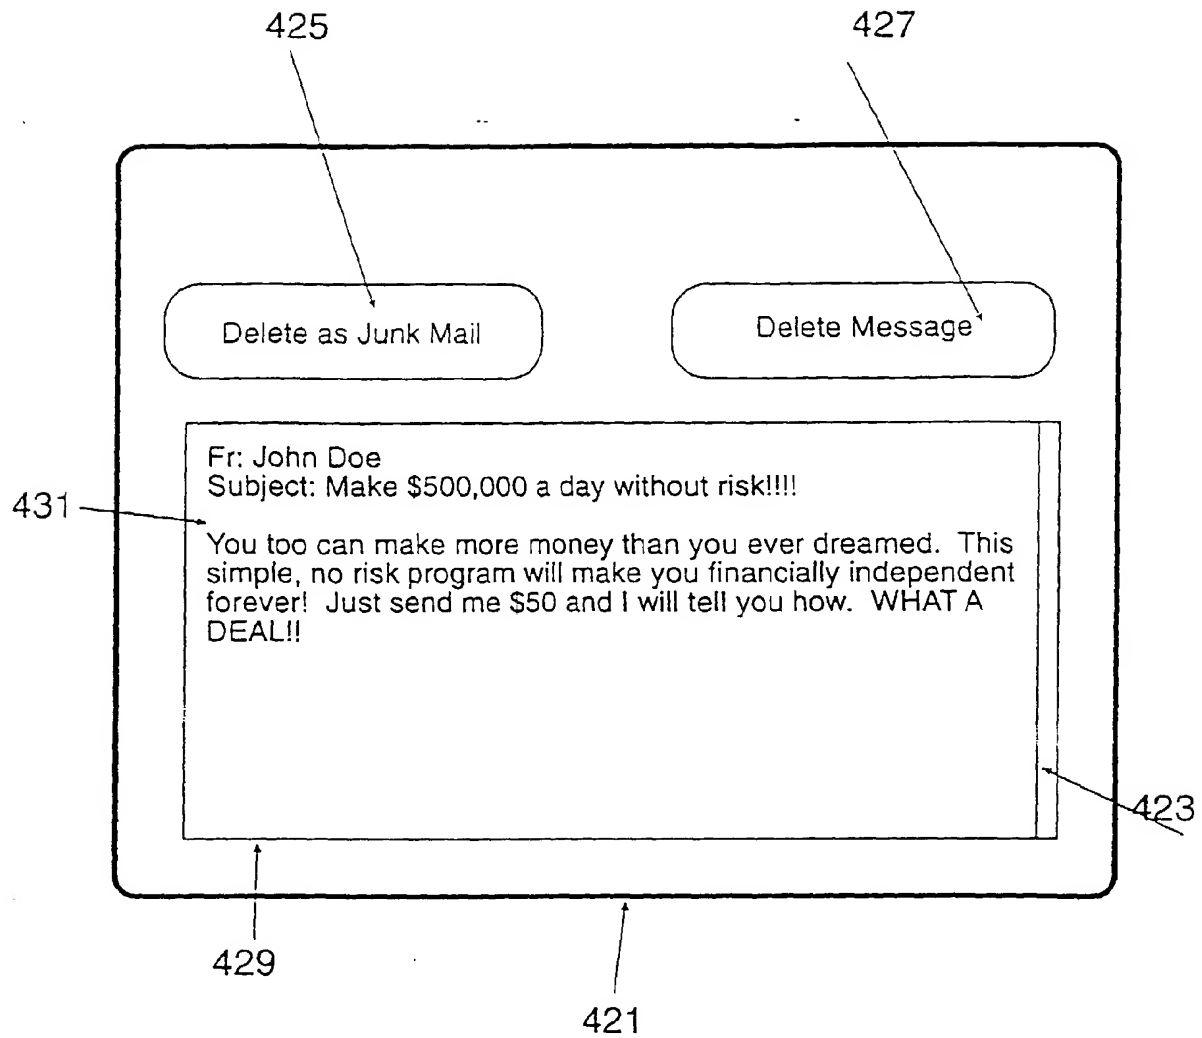 425
427
Delete as Junk Mail
Delete Message
Fr: John Doe
Subject: Make $500,000 a day without risk!!!!
431
You too can make more money than you ever dreamed. This
simple, no risk program will make you financially independent
forever! Just send me $50 and I will tell you how. WHAT A
DEAL!!
423
429
421